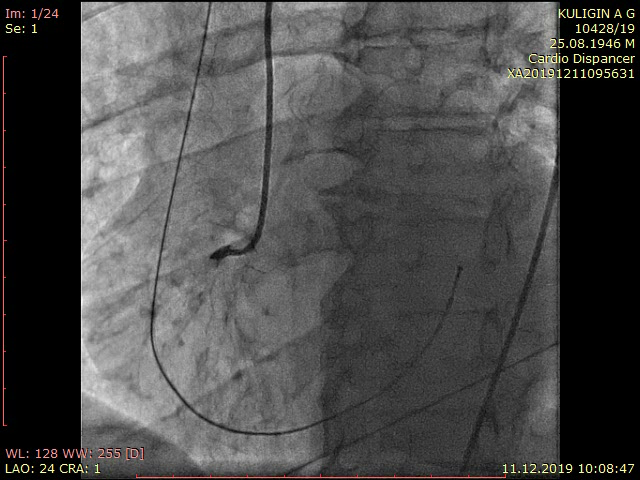 Im: 1/24
Se: 1
KULIGIN A G
10428/19
25.08.1946 M
Cardio Dispancer
XA20191211095631
WL: 128 WW: 255 [D]
LAO: 24 CRA: 1
11.12.2019 10:08:47